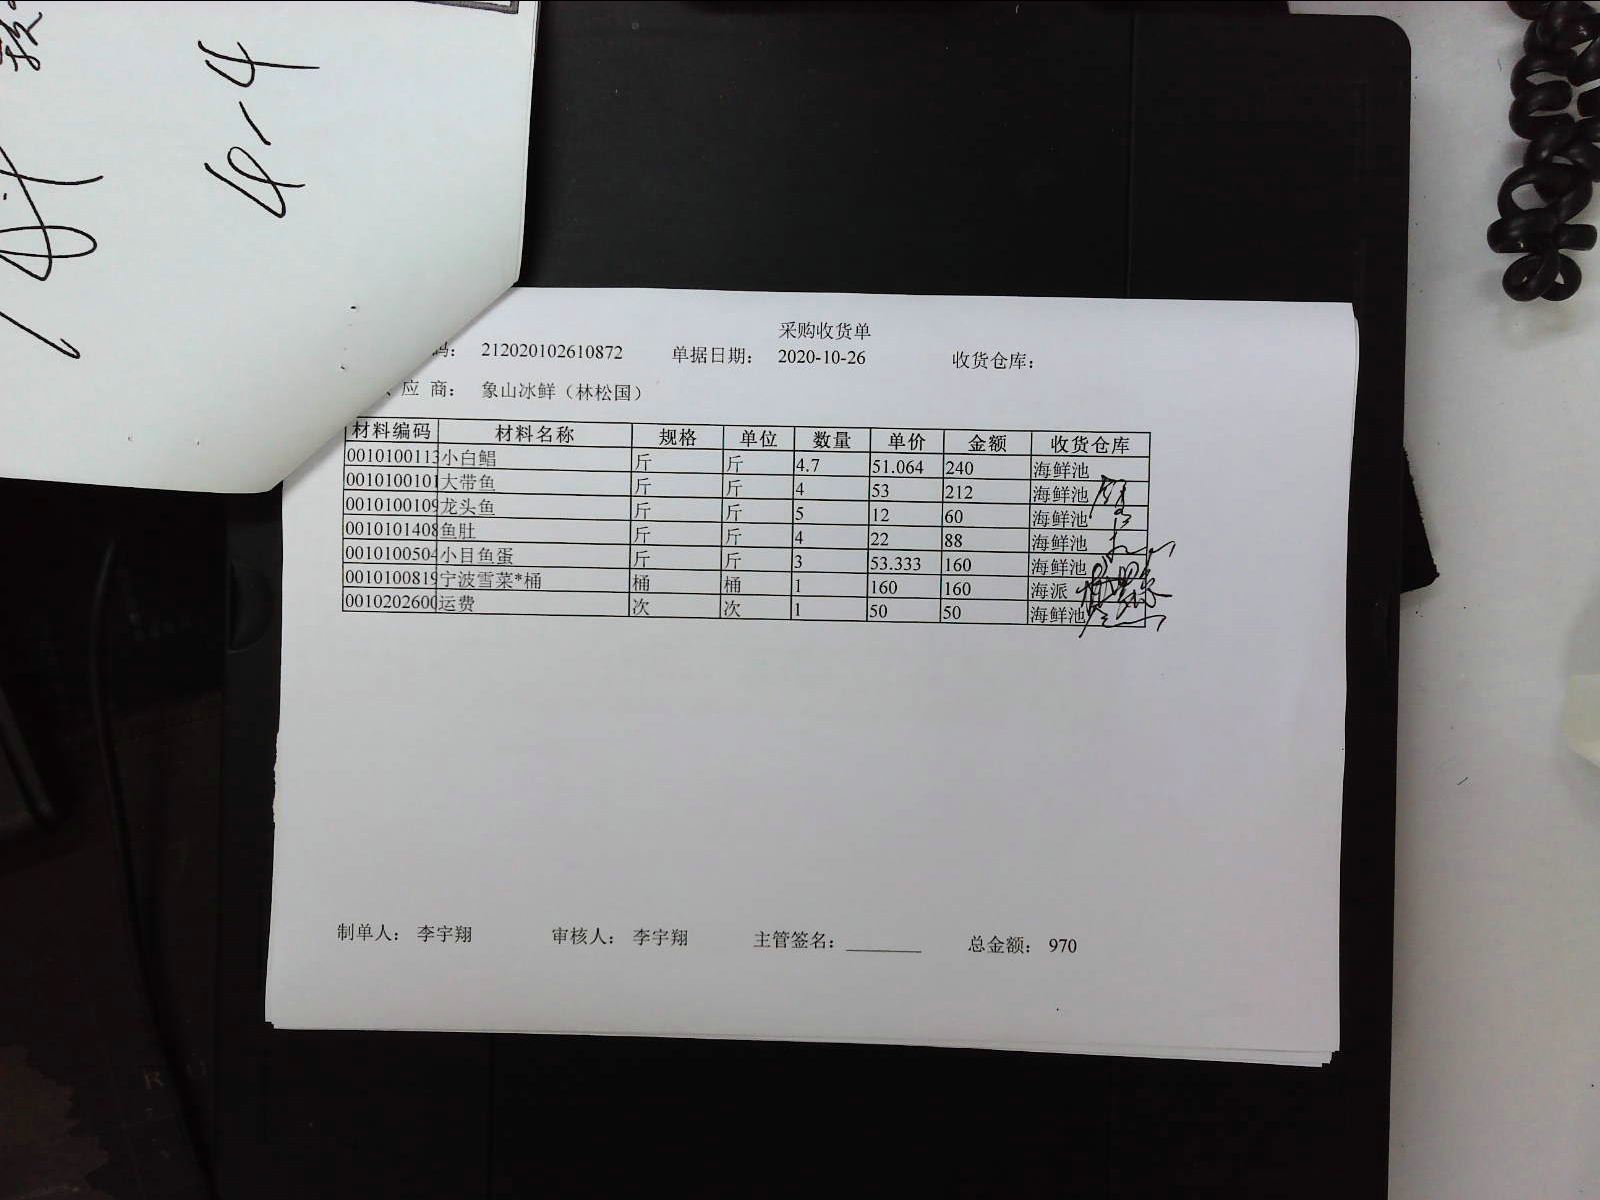 4-4
采购收货单
码： 212020102610872 单据日期： 2020-10-26 收货仓库：
应 商： 象山冰鲜（林松国）
材料编码 材料名称 规格 单位 数量 单价 金额 收货仓库
0010100113 小白鲳 斤 斤 4.7 51.064 240 海鲜池
0010100101 大带鱼 斤 斤 4 53 212 海鲜池
0010100109 龙头鱼 斤 斤 5 12 60 海鲜池
0010101408 鱼肚 斤 斤 4 22 88 海鲜池
0010100504 小目鱼蛋 斤 斤 3 53.333 160 海鲜池
0010100819 宁波雪菜*桶 桶 桶 1 160 160 海派
0010202600 运费 次 次 1 50 50 海鲜池
制单人： 李宇翔 审核人： 李宇翔 主管签名： 总金额： 970